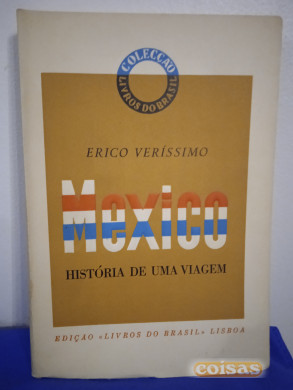 COLECÇÃO
LIVROS DO BRASIL
ERICO VERÍSSIMO
Mexico
HISTÓRIA DE UMA VIAGEM
EDIÇÃO «LIVROS DO BRASIL» LISBOA
coisas